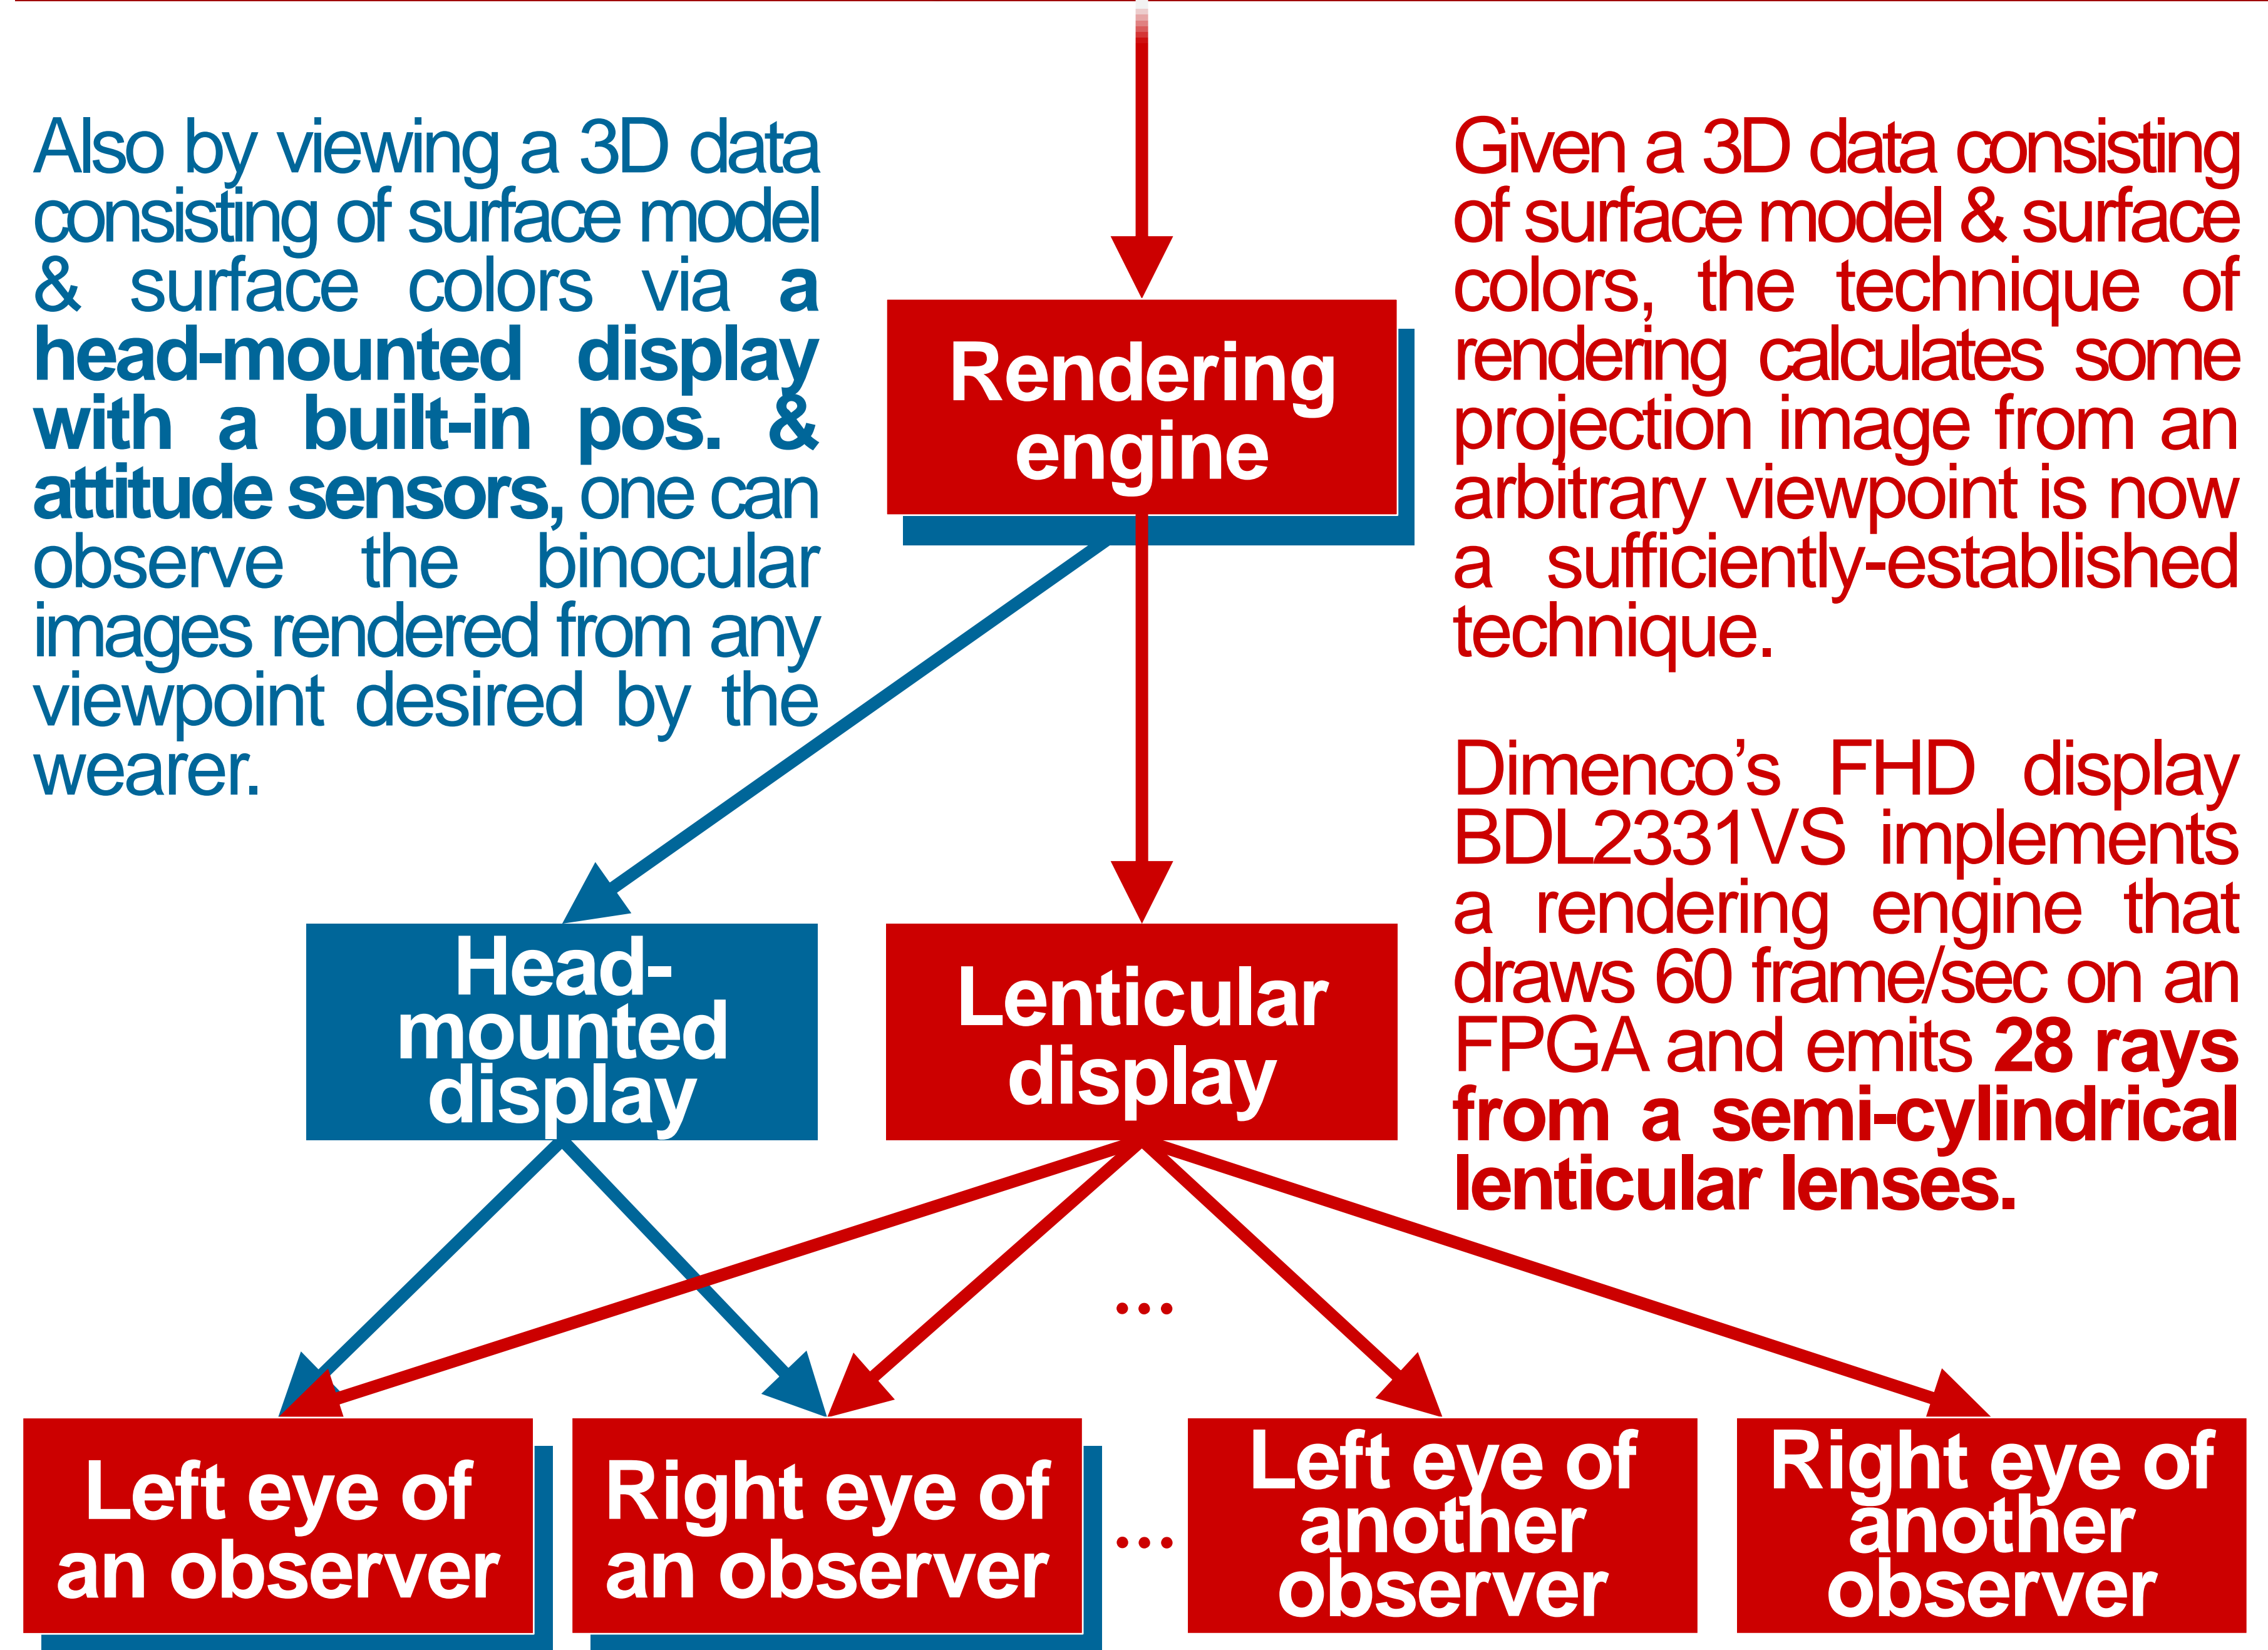 Also by viewing a 3D data
consisting of surface model
& surface colors via a
head-mounted display
with a built-in pos. &
attitude sensors, one can
observe the binocular
images rendered from any
viewpoint desired by the
wearer.
Rendering
engine
Given a 3D data consisting
of surface model & surface
colors, the technique of
rendering calculates some
projection image from an
arbitrary viewpoint is now
a sufficiently-established
technique.
Dimenco’s FHD display
BDL2331VS implements
a rendering engine that
draws 60 frame/sec on an
FPGA and emits 28 rays
from a semi-cylindrical
lenticular lenses.
Head-
mounted
display
Lenticular
display
...
Left eye of
an observer
Right eye of
an observer
...
Left eye of
another
observer
Right eye of
another
observer